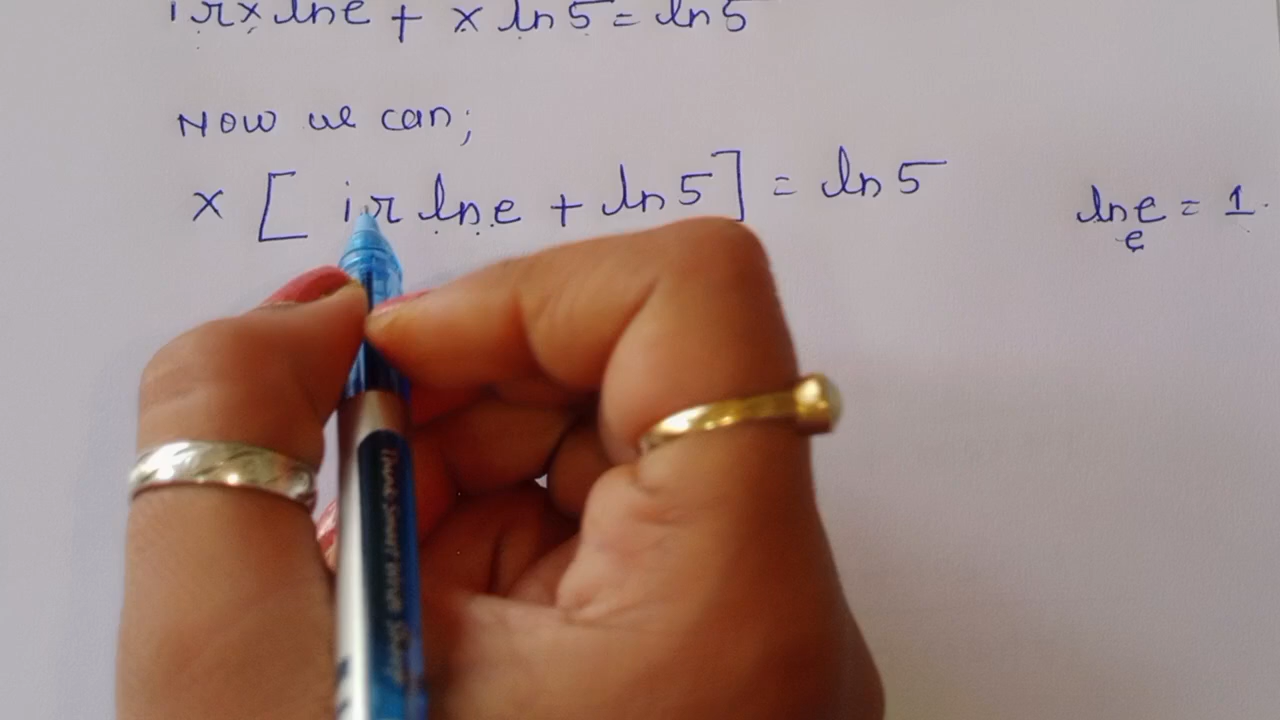 iπx lne + x ln5 = ln5
Now we can;
x [ iπ lne + ln5 ] = ln5
lne = 1.
e